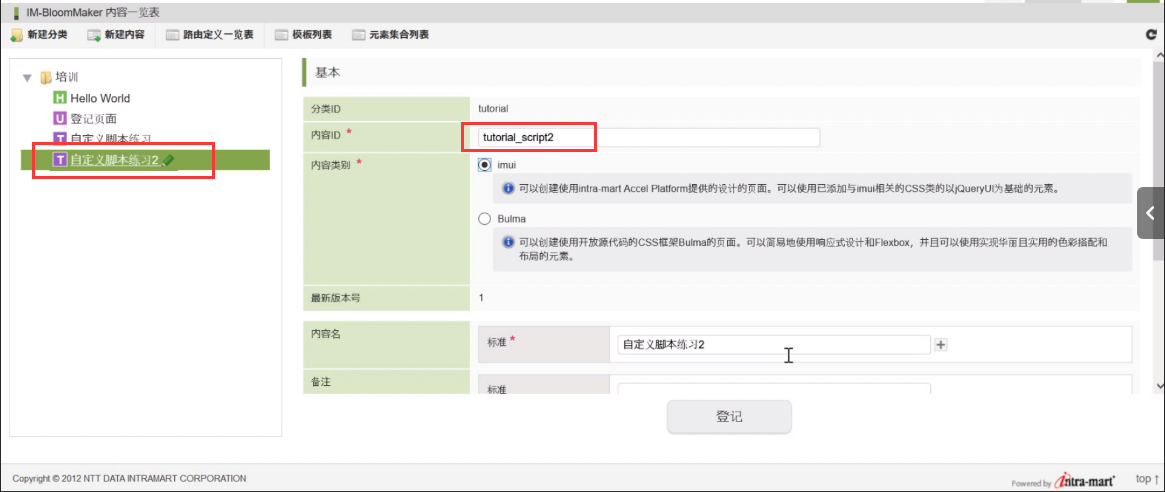 IM-BloomMaker 内容一览表
新建分类 新建内容 路由定义一览表 模板列表 元素集合列表
培训
H Hello World
U 登记页面
T 自定义脚本练习
T 自定义脚本练习2
基本
分类ID tutorial
内容ID * tutorial_script2
内容类别 * imui
可以创建使用intra-mart Accel Platform提供的设计的页面。可以使用已添加与imui相关的CSS类的以jQueryUI为基础的元素。
Bulma
可以创建使用开放源代码的CSS框架Bulma的页面。可以简易地使用响应式设计和Flexbox，并且可以使用实现华丽且实用的色彩搭配和
布局的元素。
最新版本号 1
内容名 标准 * 自定义脚本练习2
备注 标准
登记
Copyright © 2012 NTT DATA INTRAMART CORPORATION
Powered by intra-mart
top ↑